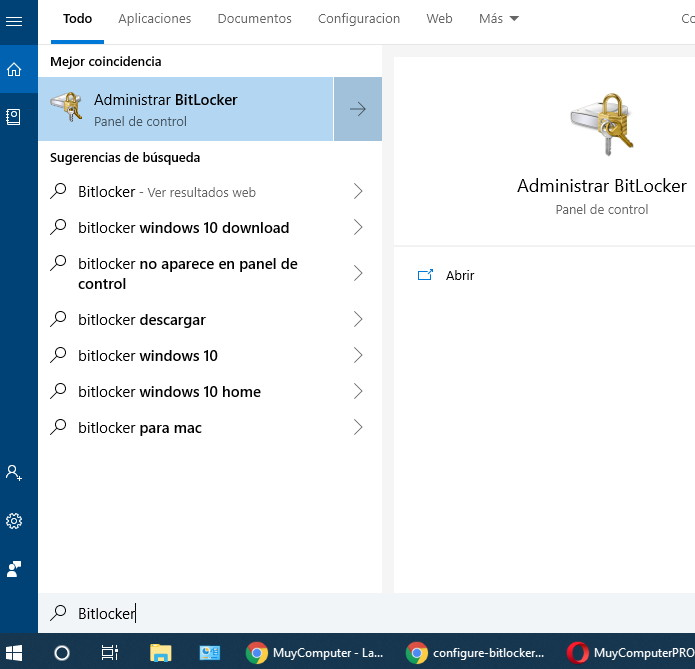 Todo Aplicaciones Documentos Configuracion Web Más Co
Mejor coincidencia
Administrar BitLocker
Panel de control
Sugerencias de búsqueda
Bitlocker - Ver resultados web
bitlocker windows 10 download
bitlocker no aparece en panel de
control
bitlocker descargar
bitlocker windows 10
bitlocker windows 10 home
bitlocker para mac
Administrar BitLocker
Panel de control
Abrir
Bitlocker
MuyComputer - La... configure-bitlocker... MuyComputerPRO